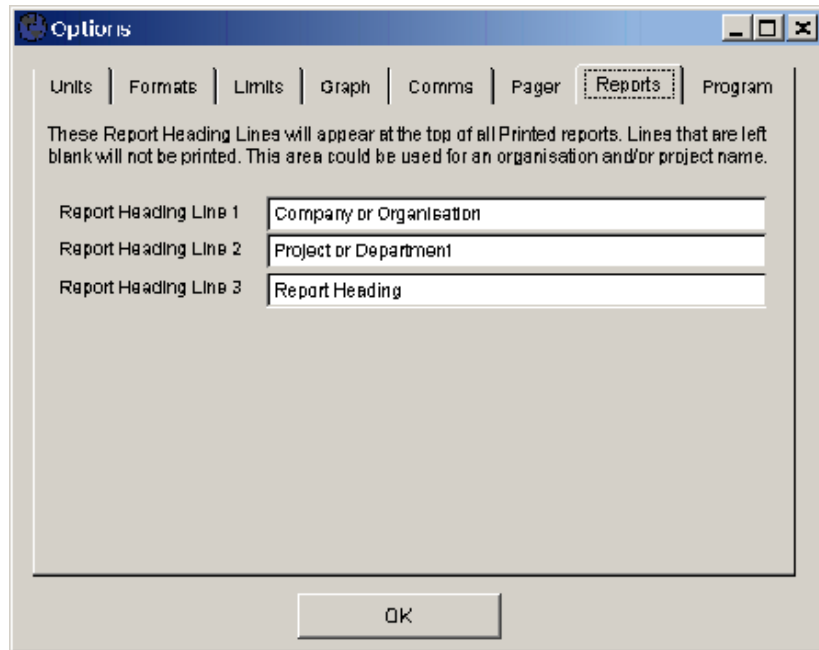 Options
Units Formats Limits Graph Comms Pager Reports Program
These Report Heading Lines will appear at the top of all Printed reports. Lines that are left
blank will not be printed. This area could be used for an organisation and/or project name.
Report Heading Line 1 Company or Organisation
Report Heading Line 2 Project or Department
Report Heading Line 3 Report Heading
OK